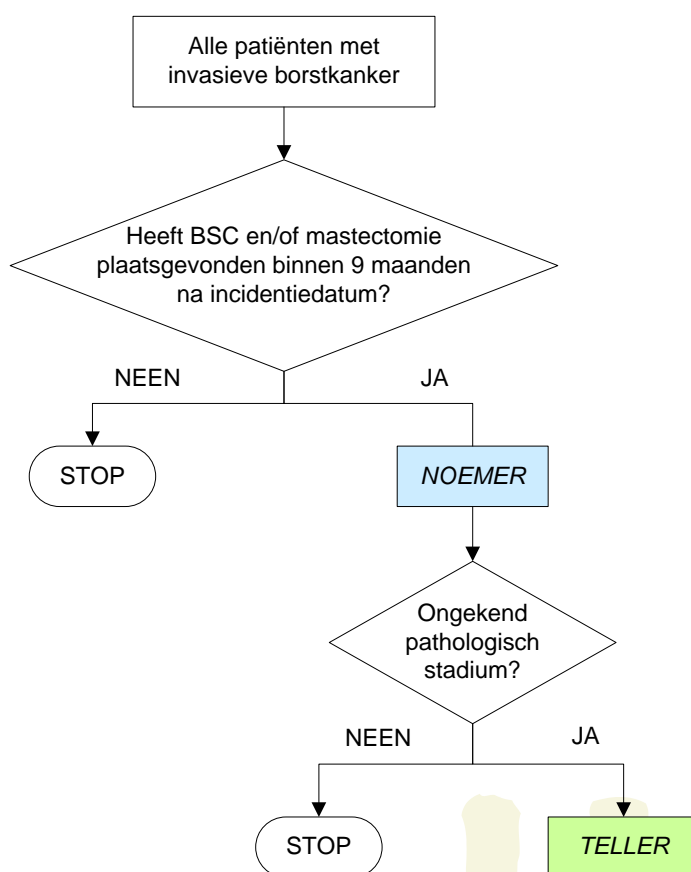 Alle patiënten met
invasieve borstkanker
Heeft BSC en/of mastectomie
plaatsgevonden binnen 9 maanden
na incidentiedatum?
NEEN
JA
STOP
NOEMER
Ongekend
pathologisch
stadium?
NEEN
JA
STOP
TELLER